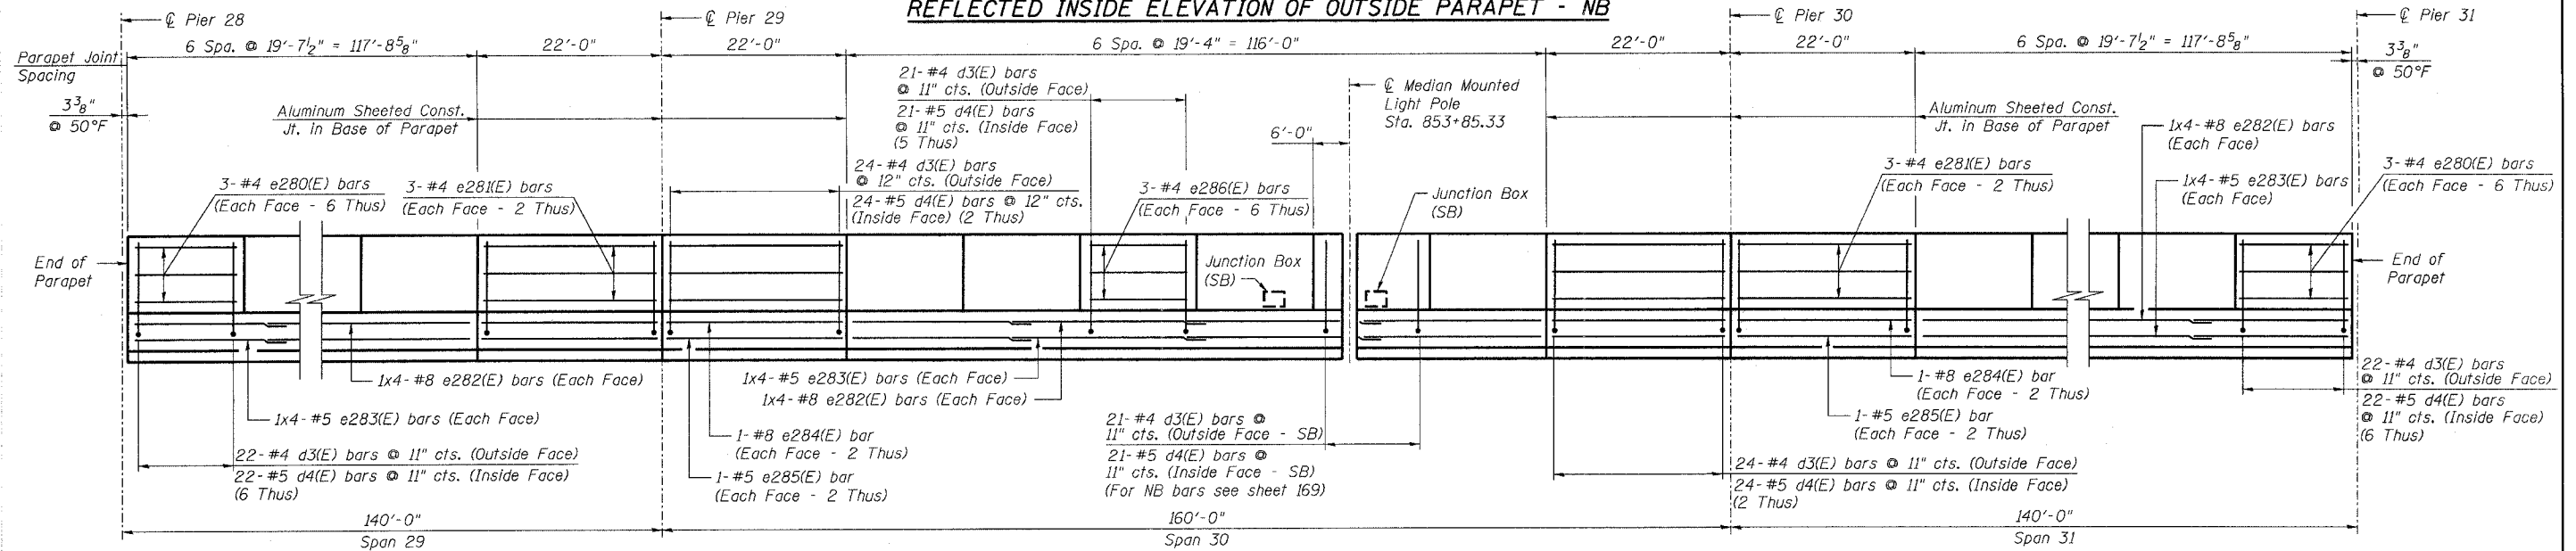 REFLECTED INSIDE ELEVATION OF OUTSIDE PARAPET - NB
℄ Pier 28
℄ Pier 29
℄ Pier 30
℄ Pier 31
6 Spa. @ 19'-7½" = 117'-8⅝"
22'-0"
22'-0"
6 Spa. @ 19'-4" = 116'-0"
22'-0"
22'-0"
6 Spa. @ 19'-7½" = 117'-8⅝"
Parapet Joint
Spacing
3⅜"
@ 50°F
3⅜"
@ 50°F
Aluminum Sheeted Const.
Jt. in Base of Parapet
21-#4 d3(E) bars
@ 11" cts. (Outside Face)
21-#5 d4(E) bars
@ 11" cts. (Inside Face)
(5 Thus)
℄ Median Mounted
Light Pole
Sta. 853+85.33
6'-0"
Aluminum Sheeted Const.
Jt. in Base of Parapet
1x4-#8 e282(E) bars
(Each Face)
3-#4 e280(E) bars
(Each Face - 6 Thus)
3-#4 e281(E) bars
(Each Face - 2 Thus)
24-#4 d3(E) bars
@ 12" cts. (Outside Face)
24-#5 d4(E) bars @ 12" cts.
(Inside Face) (2 Thus)
3-#4 e286(E) bars
(Each Face - 6 Thus)
Junction Box
(SB)
3-#4 e281(E) bars
(Each Face - 2 Thus)
1x4-#5 e283(E) bars
(Each Face)
3-#4 e280(E) bars
(Each Face - 6 Thus)
End of
Parapet
Junction Box
(SB)
End of
Parapet
1x4-#8 e282(E) bars (Each Face)
1x4-#5 e283(E) bars (Each Face)
1x4-#5 e283(E) bars (Each Face)
1x4-#8 e282(E) bars (Each Face)
1-#8 e284(E) bar
(Each Face - 2 Thus)
1-#5 e285(E) bar
(Each Face - 2 Thus)
22-#4 d3(E) bars @ 11" cts. (Outside Face)
22-#5 d4(E) bars @ 11" cts. (Inside Face)
(6 Thus)
21-#4 d3(E) bars @
11" cts. (Outside Face - SB)
21-#5 d4(E) bars @
11" cts. (Inside Face - SB)
(For NB bars see sheet 169)
1-#8 e284(E) bar
(Each Face - 2 Thus)
1-#5 e285(E) bar
(Each Face - 2 Thus)
22-#4 d3(E) bars
@ 11" cts. (Outside Face)
22-#5 d4(E) bars
@ 11" cts. (Inside Face)
(6 Thus)
24-#4 d3(E) bars @ 11" cts. (Outside Face)
24-#5 d4(E) bars @ 11" cts. (Inside Face)
(2 Thus)
140'-0"
Span 29
160'-0"
Span 30
140'-0"
Span 31